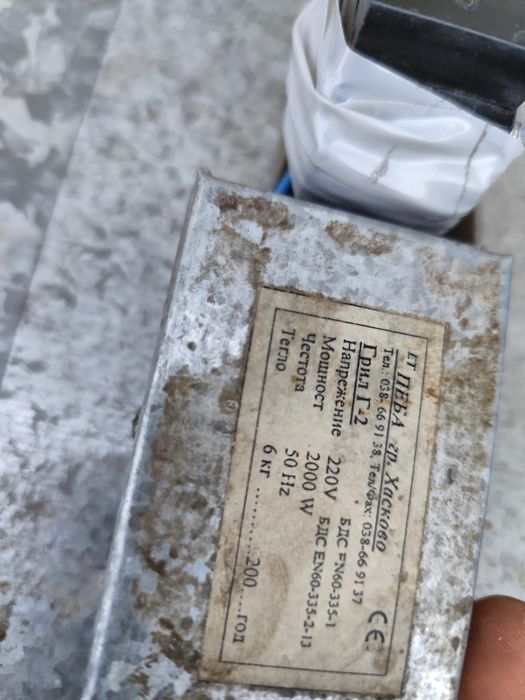 ЕТ ПЕВА гр. Хасково
Тел.: 038- 66 91 38, Тел/факс: 038-66 91 37
Грил Г-2 CE
Напрежение 220V БДС EN60-335-1
Мощност 2000 W БДС EN60-335-2-13
Честота 50 Hz
Тегло 6 кг ............200....год